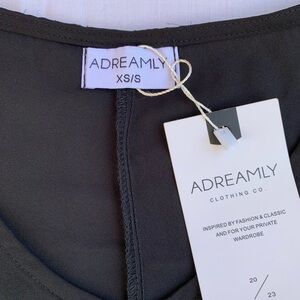 ADREAMLY
XS/S
ADREAMLY
CLOTHING CO.
INSPIRED BY FASHION & CLASSIC
AND FOR YOUR PRIVATE
WARDROBE
20
/
23